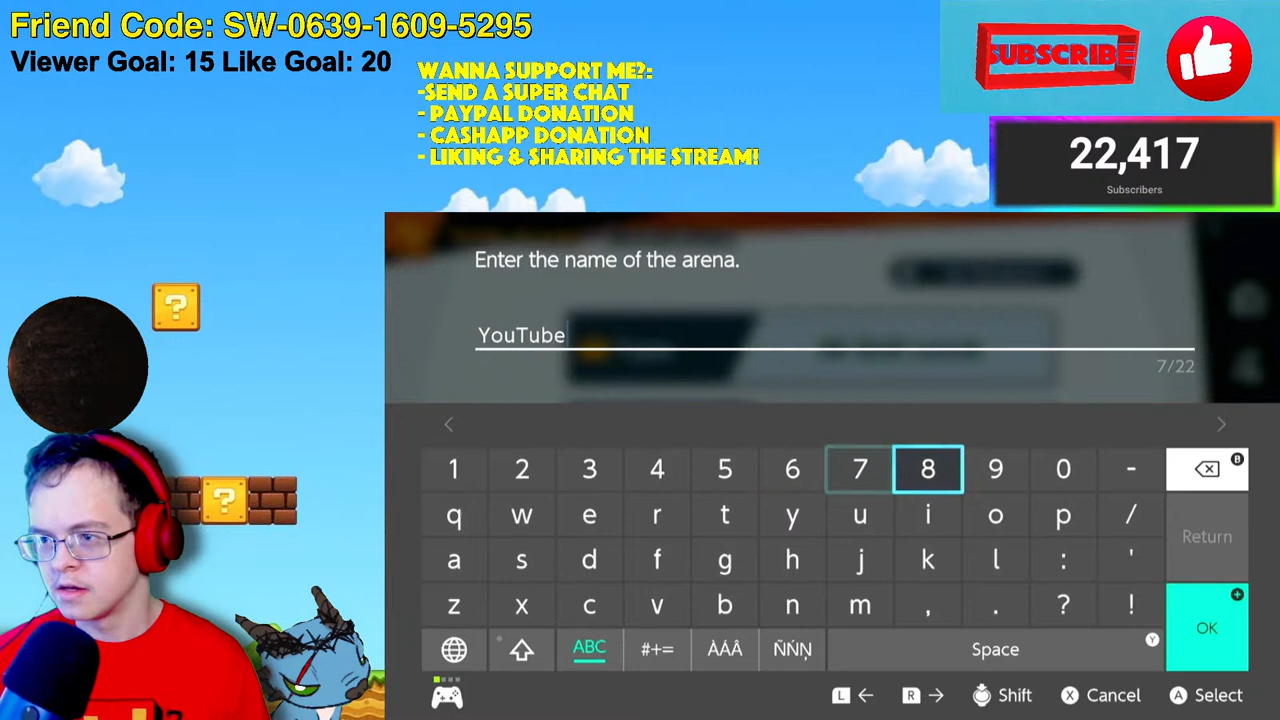 Friend Code: SW-0639-1609-5295
Viewer Goal: 15 Like Goal: 20
WANNA SUPPORT ME?:
-SEND A SUPER CHAT
- PAYPAL DONATION
- CASHAPP DONATION
- LIKING & SHARING THE STREAM!
SUBSCRIBE
22,417
Subscribers
Enter the name of the arena.
YouTube
7/22
1 2 3 4 5 6 7 8 9 0 -
q w e r t y u i o p /
Return
a s d f g h j k l : '
z x c v b n m , . ? !
OK
ABC #+= ÀÁÂ ÑŃŅ Space
L ← R → Shift X Cancel A Select
B
+
Y